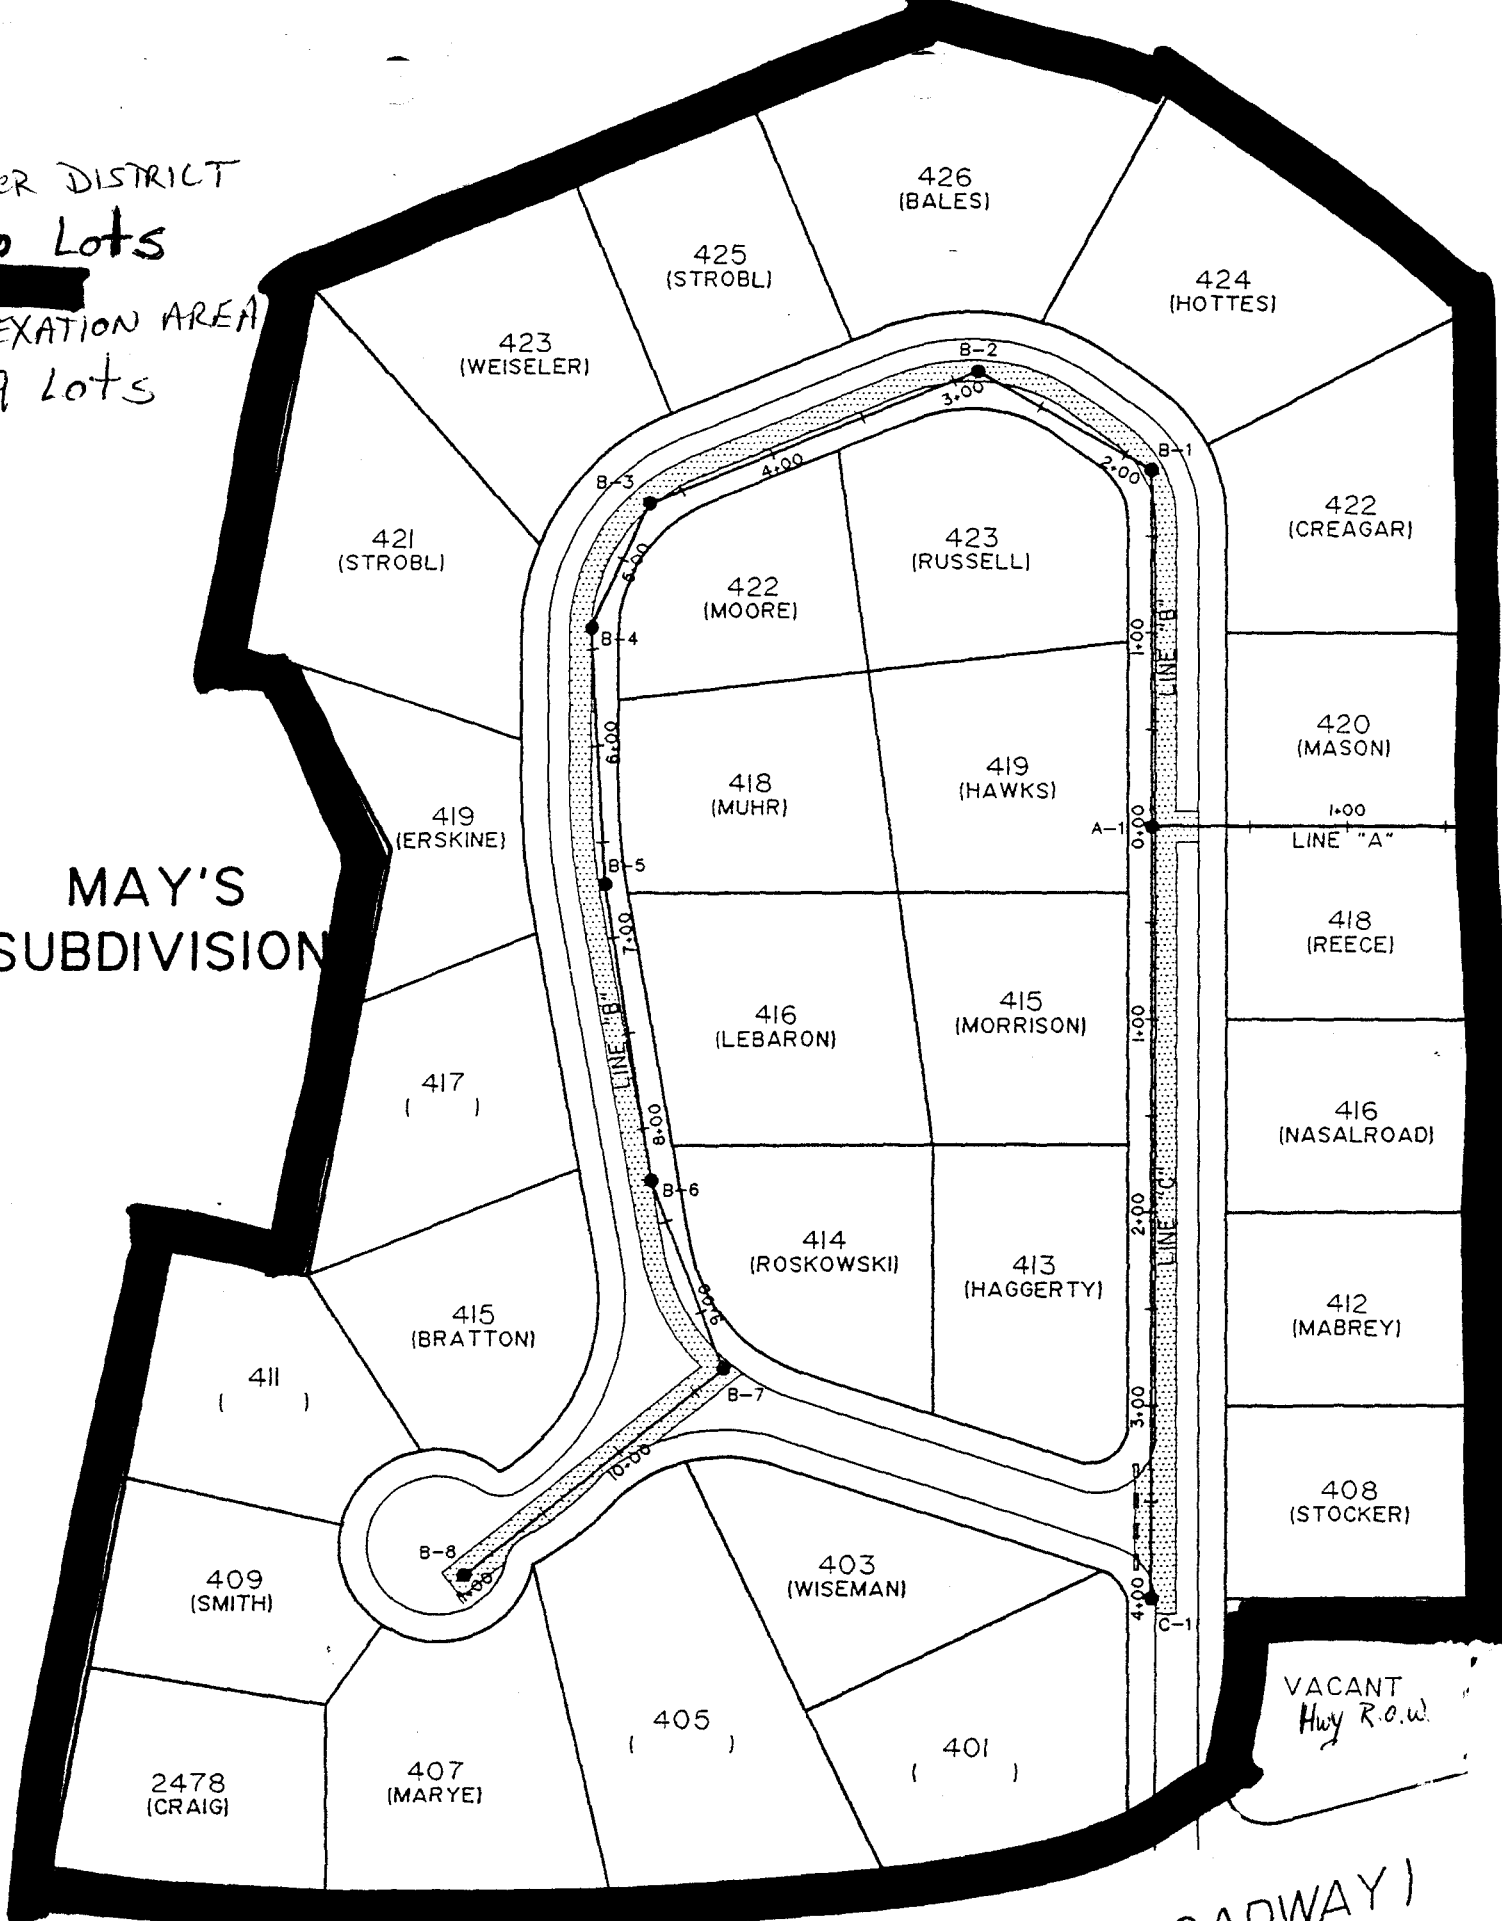 DISTRICT
Lots
AREA
Lots
426
(BALES)
425
(STROBL)
424
(HOTTES)
423
(WEISELER)
B-2
3+00
B-1
2+00
4+00
B-3
421
(STROBL)
422
(CREAGAR)
423
(RUSSELL)
5+00
422
(MOORE)
B-4
1+00
LINE "B"
420
(MASON)
6+00
418
(MUHR)
419
(HAWKS)
419
(ERSKINE)
A-1
0+00
1+00
LINE "A"
B-5
MAY'S
SUBDIVISION
7+00
418
(REECE)
LINE "B"
416
(LEBARON)
415
(MORRISON)
1+00
417
( )
8+00
416
(NASALROAD)
B-6
2+00
LINE "C"
414
(ROSKOWSKI)
413
(HAGGERTY)
415
(BRATTON)
9+00
412
(MABREY)
411
( )
B-7
3+00
10+00
408
(STOCKER)
B-8
11+00
409
(SMITH)
403
(WISEMAN)
4+00
C-1
VACANT
Hwy R.O.W.
405
( )
401
( )
2478
(CRAIG)
407
(MARYE)